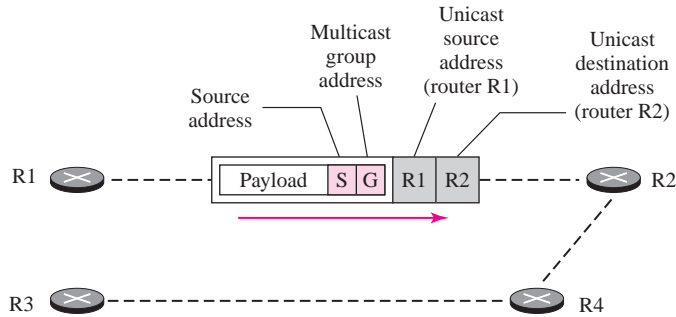 Multicast
group
address
Unicast
source
address
(router R1)
Unicast
destination
address
(router R2)
Source
address
R1
Payload
S
G
R1
R2
R2
R3
R4